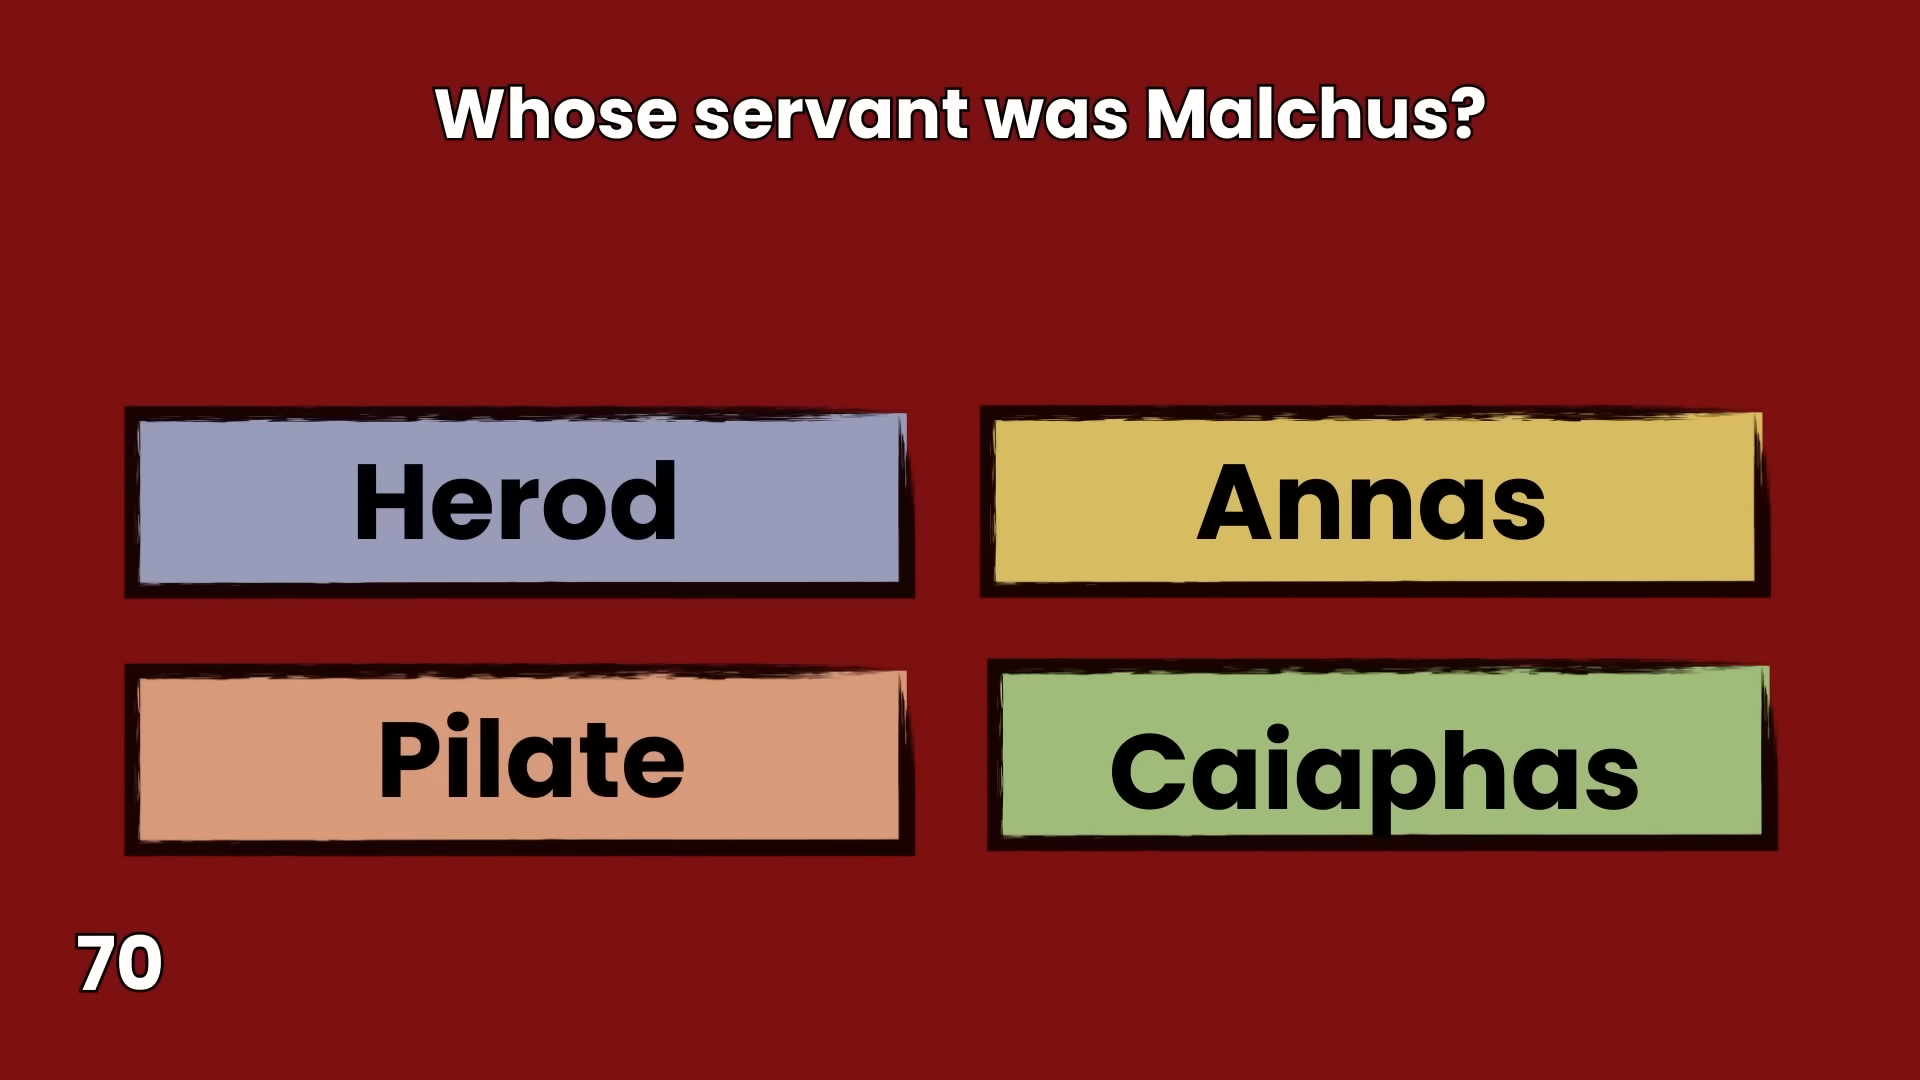 Whose servant was Malchus?
Herod
Annas
Pilate
Caiaphas
70